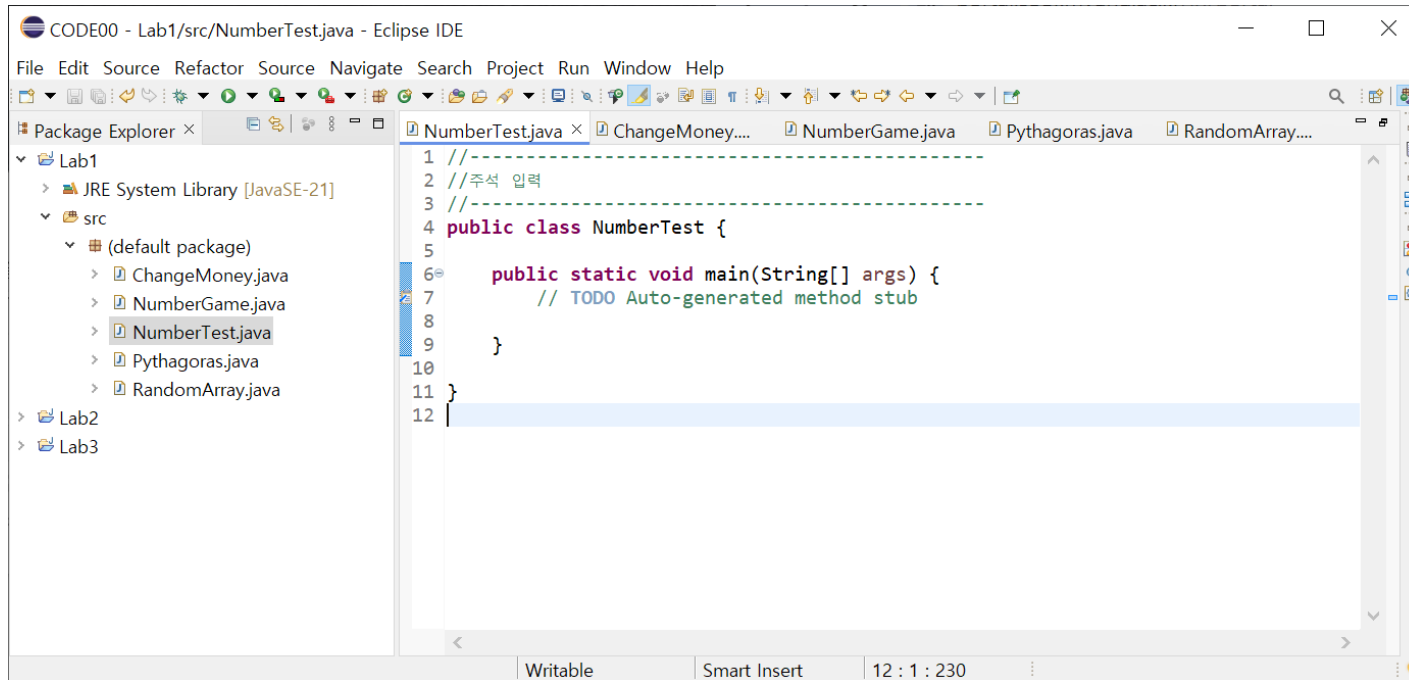 CODE00 - Lab1/src/NumberTest.java - Eclipse IDE
File Edit Source Refactor Source Navigate Search Project Run Window Help
Package Explorer
NumberTest.java ChangeMoney.... NumberGame.java Pythagoras.java RandomArray....
Lab1
JRE System Library [JavaSE-21]
src
(default package)
ChangeMoney.java
NumberGame.java
NumberTest.java
Pythagoras.java
RandomArray.java
Lab2
Lab3
1 //----------------------------------------------
2 //주석 입력
3 //----------------------------------------------
4 public class NumberTest {
5
6 public static void main(String[] args) {
7 // TODO Auto-generated method stub
8
9 }
10
11 }
12
Writable Smart Insert 12 : 1 : 230